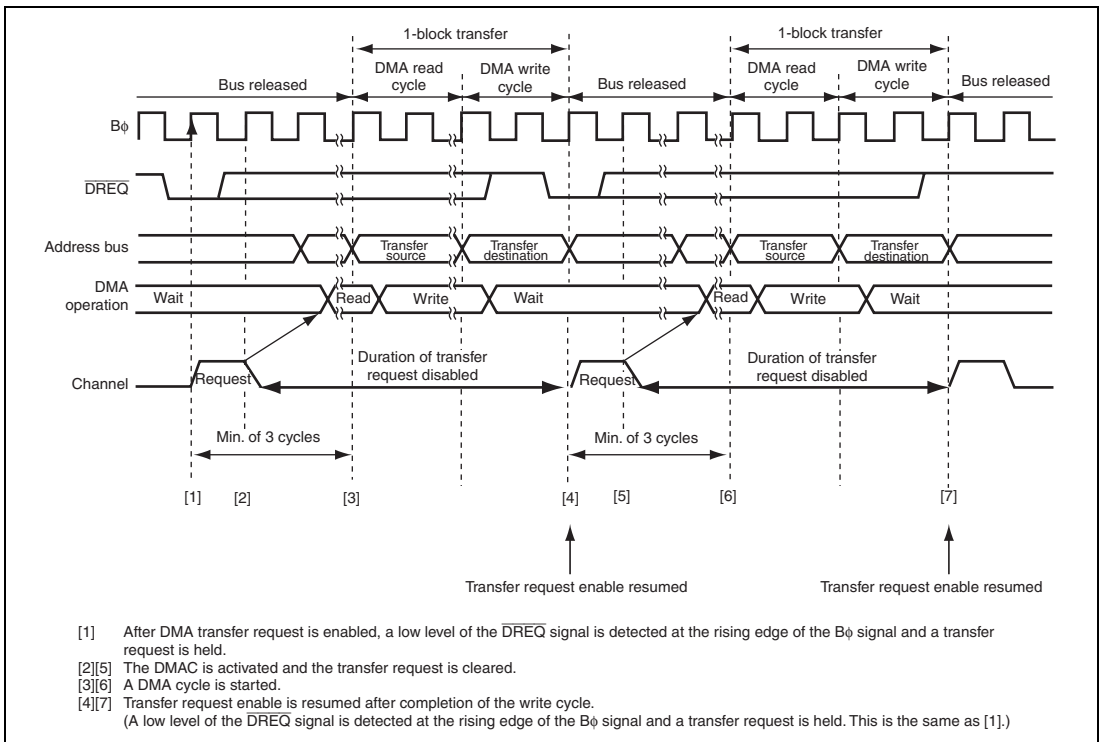 1-block transfer 1-block transfer
Bus released DMA read cycle DMA write cycle Bus released DMA read cycle DMA write cycle Bus released
Bφ
DREQ
Address bus Transfer source Transfer destination Transfer source Transfer destination
DMA operation Wait Read Write Wait Read Write Wait
Channel Request Duration of transfer request disabled Request Duration of transfer request disabled
Min. of 3 cycles Min. of 3 cycles
[1] [2] [3] [4] [5] [6] [7]
Transfer request enable resumed Transfer request enable resumed
[1] After DMA transfer request is enabled, a low level of the DREQ signal is detected at the rising edge of the Bφ signal and a transfer
request is held.
[2][5] The DMAC is activated and the transfer request is cleared.
[3][6] A DMA cycle is started.
[4][7] Transfer request enable is resumed after completion of the write cycle.
(A low level of the DREQ signal is detected at the rising edge of the Bφ signal and a transfer request is held. This is the same as [1].)